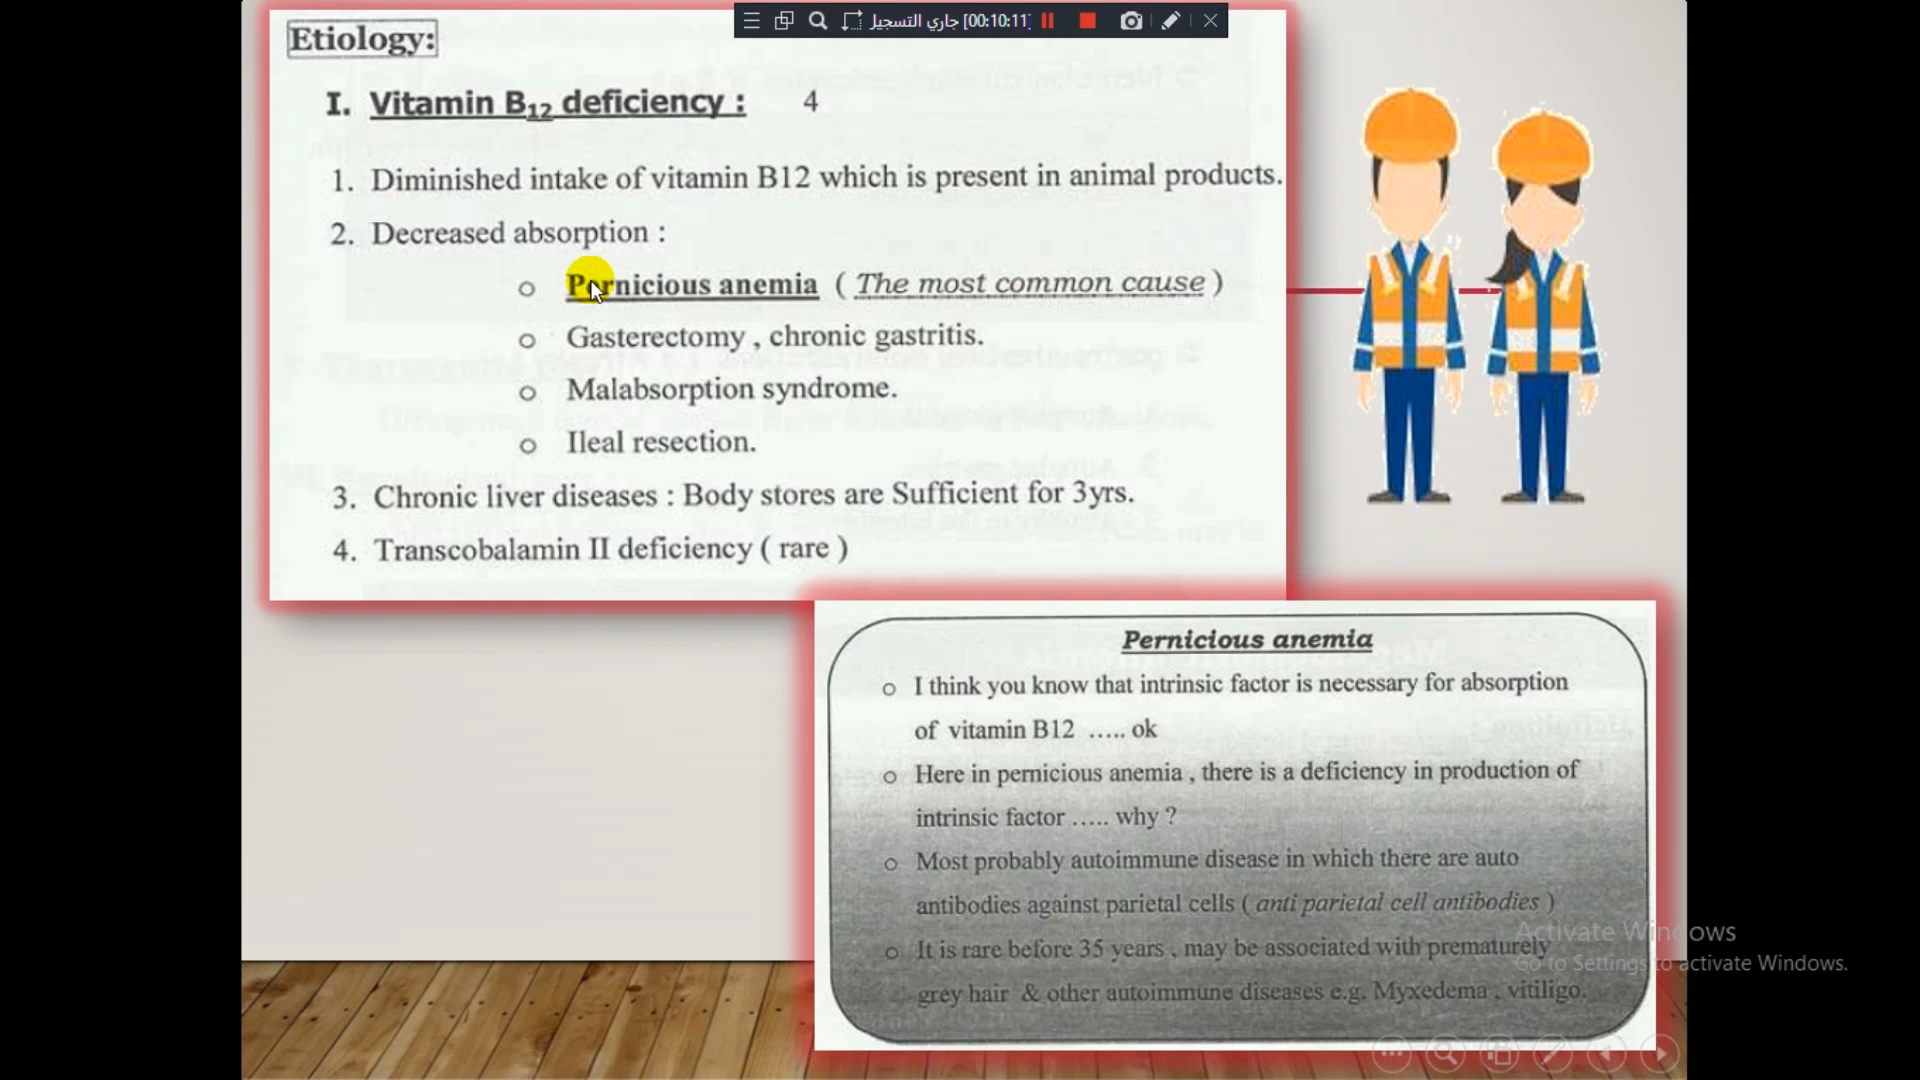 جاري التسجيل [00:10:11]
Etiology:
I. Vitamin B12 deficiency : 4
1. Diminished intake of vitamin B12 which is present in animal products.
2. Decreased absorption :
o Pernicious anemia ( The most common cause )
o Gasterectomy , chronic gastritis.
o Malabsorption syndrome.
o Ileal resection.
3. Chronic liver diseases : Body stores are Sufficient for 3yrs.
4. Transcobalamin II deficiency ( rare )
Pernicious anemia
o I think you know that intrinsic factor is necessary for absorption
of vitamin B12 ..... ok
o Here in pernicious anemia , there is a deficiency in production of
intrinsic factor ..... why ?
o Most probably autoimmune disease in which there are auto
antibodies against parietal cells ( anti parietal cell antibodies )
o It is rare before 35 years , may be associated with prematurely
grey hair & other autoimmune diseases e.g. Myxedema , vitiligo.
Activate Windows
Go to Settings to activate Windows.